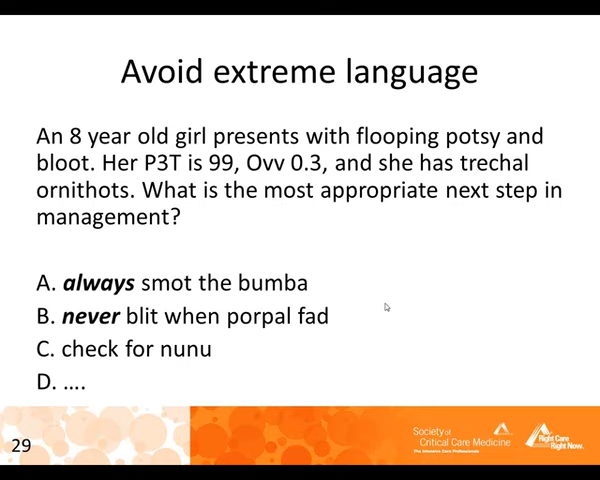 Avoid extreme language
An 8 year old girl presents with flooping potsy and
bloot. Her P3T is 99, Ovv 0.3, and she has trechal
ornithots. What is the most appropriate next step in
management?
A. always smot the bumba
B. never blit when porpal fad
C. check for nunu
D. ….
29
Society of
Critical Care Medicine
The Intensive Care Professionals
Right Care
Right Now.